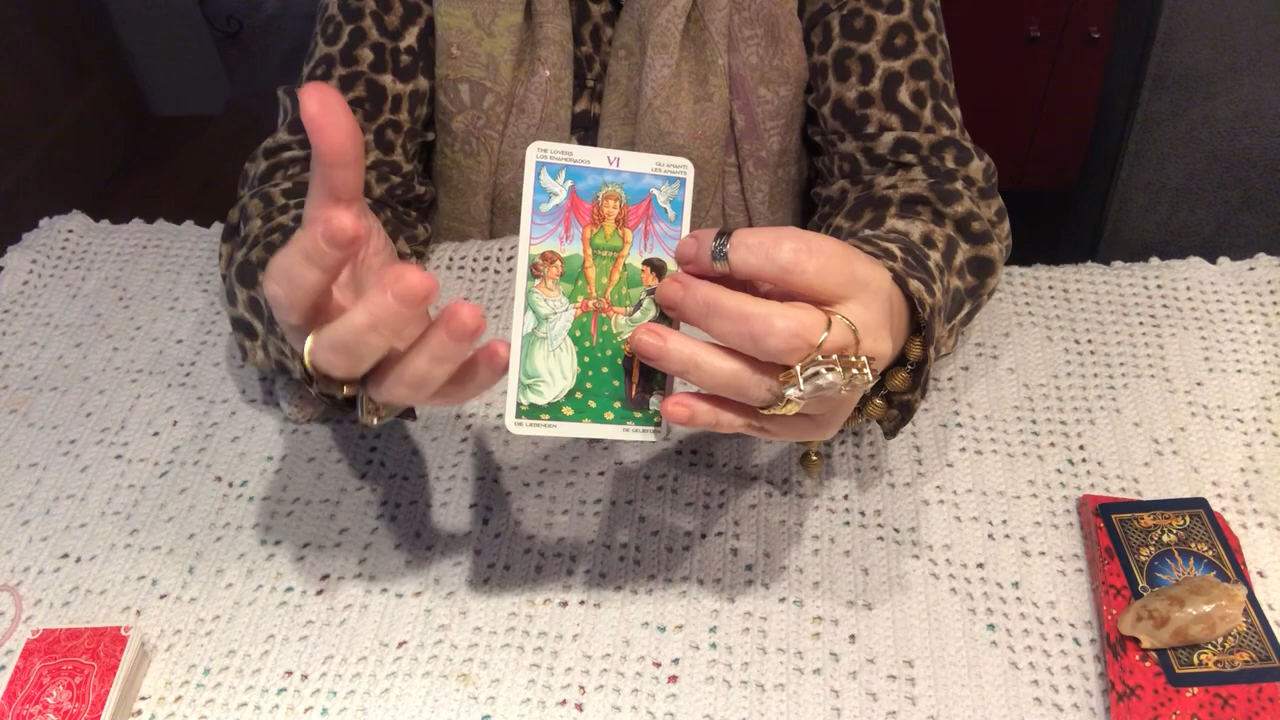 THE LOVERS
LOS ENAMORADOS
VI
GLI AMANTI
LES AMANTS
DIE LIEBENDEN
DE GELIEFDEN